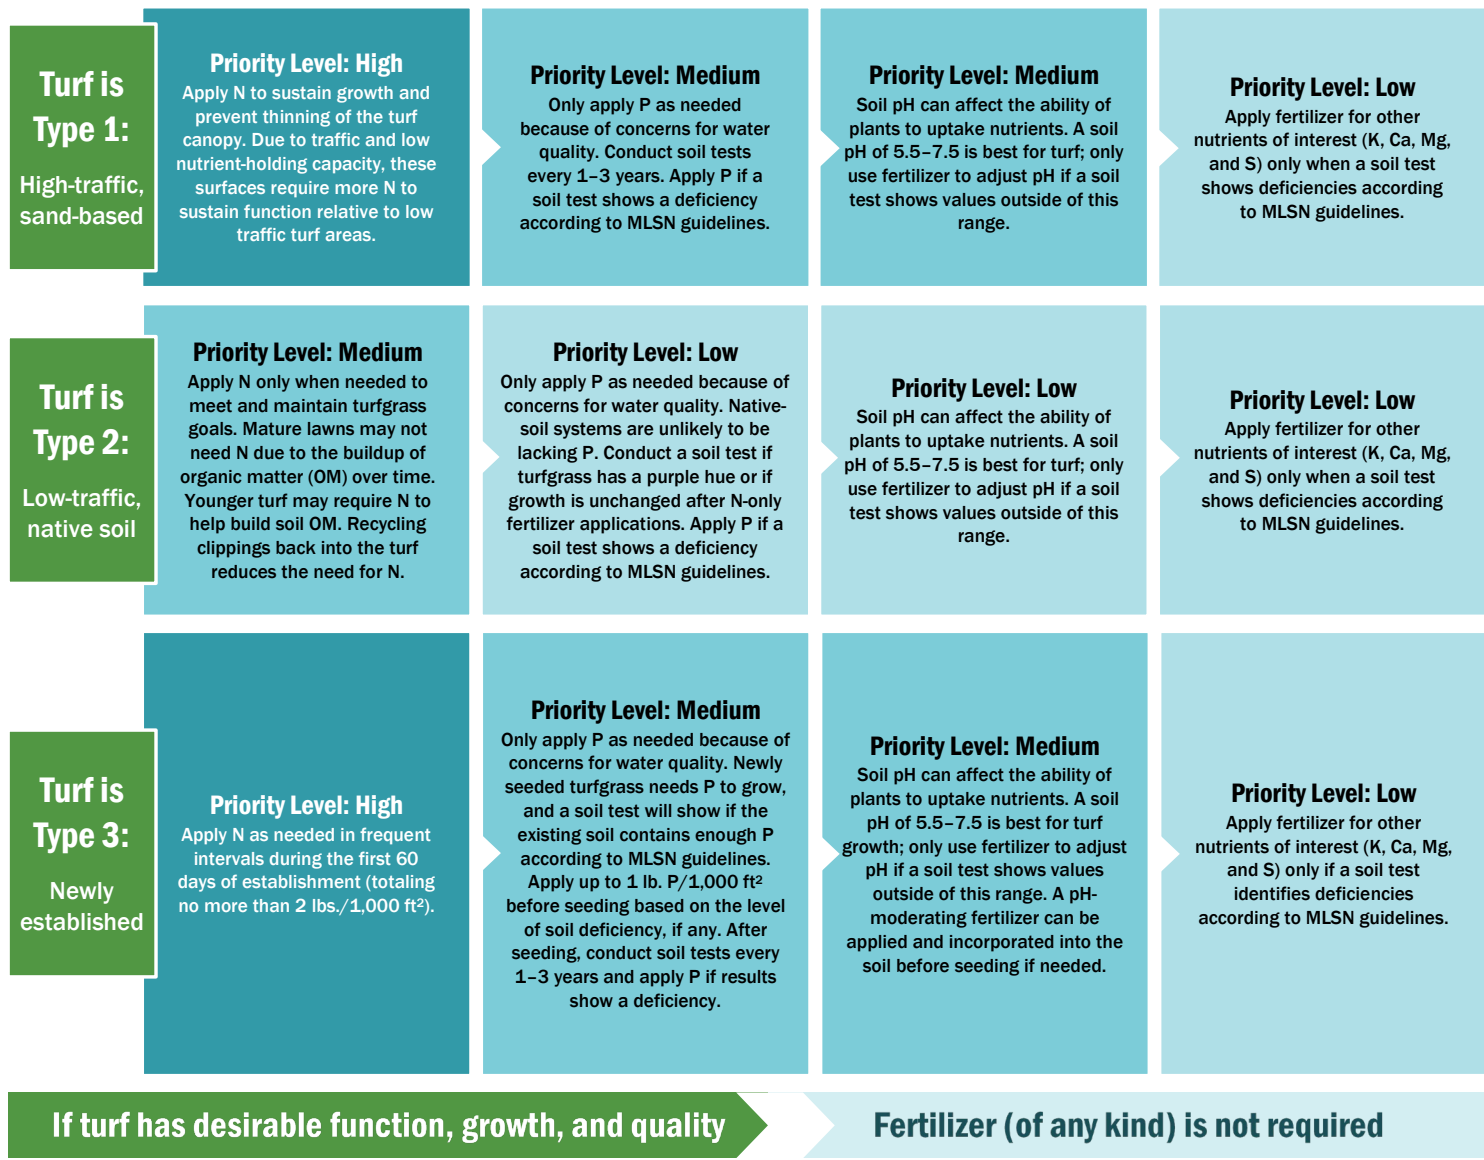 Turf is
Type 1:
High-traffic,
sand-based
Priority Level: High
Apply N to sustain growth and
prevent thinning of the turf
canopy. Due to traffic and low
nutrient-holding capacity, these
surfaces require more N to
sustain function relative to low
traffic turf areas.
Priority Level: Medium
Only apply P as needed
because of concerns for water
quality. Conduct soil tests
every 1–3 years. Apply P if a
soil test shows a deficiency
according to MLSN guidelines.
Priority Level: Medium
Soil pH can affect the ability of
plants to uptake nutrients. A soil
pH of 5.5–7.5 is best for turf; only
use fertilizer to adjust pH if a soil
test shows values outside of this
range.
Priority Level: Low
Apply fertilizer for other
nutrients of interest (K, Ca, Mg,
and S) only when a soil test
shows deficiencies according
to MLSN guidelines.
Turf is
Type 2:
Low-traffic,
native soil
Priority Level: Medium
Apply N only when needed to
meet and maintain turfgrass
goals. Mature lawns may not
need N due to the buildup of
organic matter (OM) over time.
Younger turf may require N to
help build soil OM. Recycling
clippings back into the turf
reduces the need for N.
Priority Level: Low
Only apply P as needed because of
concerns for water quality. Native-
soil systems are unlikely to be
lacking P. Conduct a soil test if
turfgrass has a purple hue or if
growth is unchanged after N-only
fertilizer applications. Apply P if a
soil test shows a deficiency
according to MLSN guidelines.
Priority Level: Low
Soil pH can affect the ability of
plants to uptake nutrients. A soil
pH of 5.5–7.5 is best for turf; only
use fertilizer to adjust pH if a soil
test shows values outside of this
range.
Priority Level: Low
Apply fertilizer for other
nutrients of interest (K, Ca, Mg,
and S) only when a soil test
shows deficiencies according
to MLSN guidelines.
Turf is
Type 3:
Newly
established
Priority Level: High
Apply N as needed in frequent
intervals during the first 60
days of establishment (totaling
no more than 2 lbs./1,000 ft²).
Priority Level: Medium
Only apply P as needed because of
concerns for water quality. Newly
seeded turfgrass needs P to grow,
and a soil test will show if the
existing soil contains enough P
according to MLSN guidelines.
Apply up to 1 lb. P/1,000 ft²
before seeding based on the level
of soil deficiency, if any. After
seeding, conduct soil tests every
1–3 years and apply P if results
show a deficiency.
Priority Level: Medium
Soil pH can affect the ability of
plants to uptake nutrients. A soil
pH of 5.5–7.5 is best for turf
growth; only use fertilizer to adjust
pH if a soil test shows values
outside of this range. A pH-
moderating fertilizer can be
applied and incorporated into the
soil before seeding if needed.
Priority Level: Low
Apply fertilizer for other
nutrients of interest (K, Ca, Mg,
and S) only if a soil test
identifies deficiencies
according to MLSN guidelines.
If turf has desirable function, growth, and quality
Fertilizer (of any kind) is not required